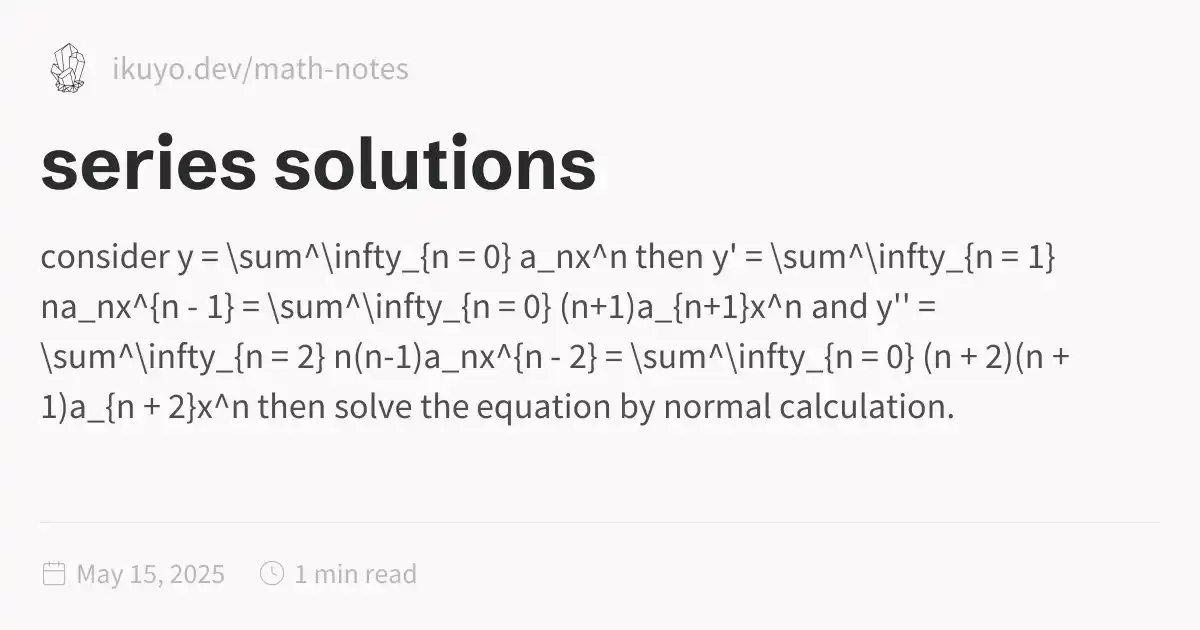 ikuyo.dev/math-notes
series solutions
consider y = \sum^\infty_{n = 0} a_nx^n then y' = \sum^\infty_{n = 1}
na_nx^{n - 1} = \sum^\infty_{n = 0} (n+1)a_{n+1}x^n and y'' =
\sum^\infty_{n = 2} n(n-1)a_nx^{n - 2} = \sum^\infty_{n = 0} (n + 2)(n +
1)a_{n + 2}x^n then solve the equation by normal calculation.
May 15, 2025 1 min read